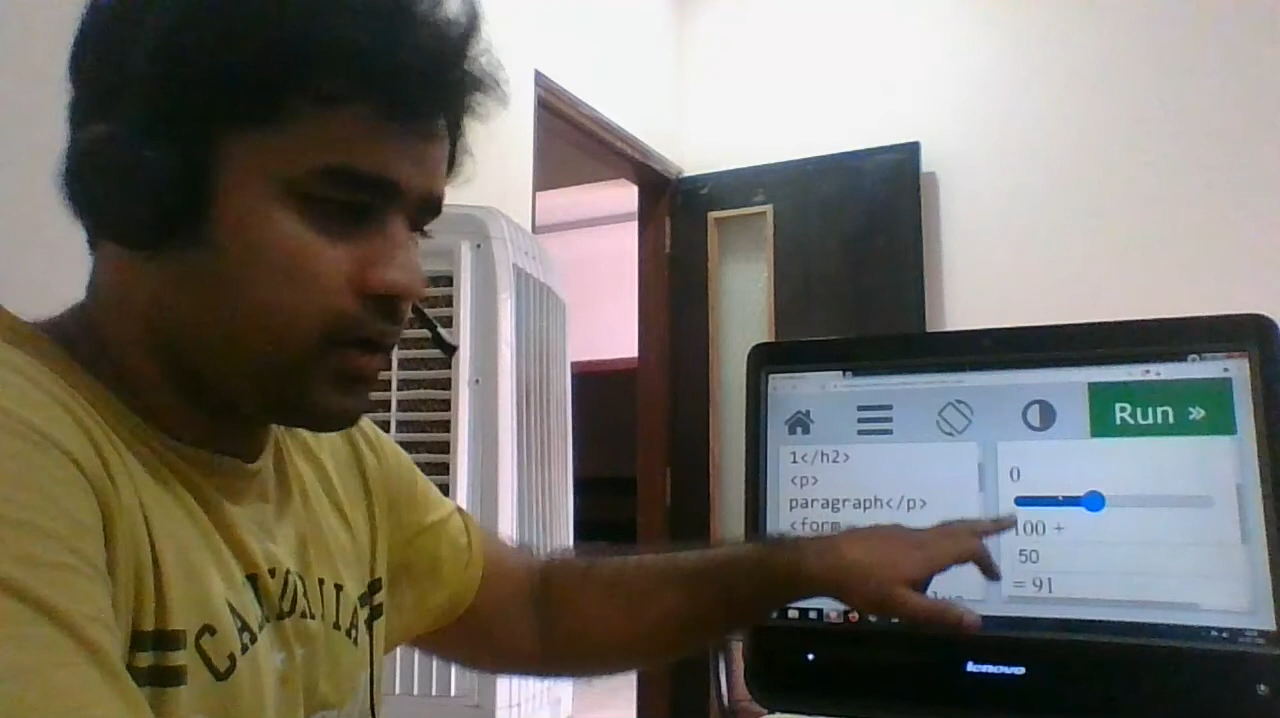 CALIFORNIA
Run »
1</h2>
<p>
paragraph</p>
<form
0
100 +
50
= 91
lenovo